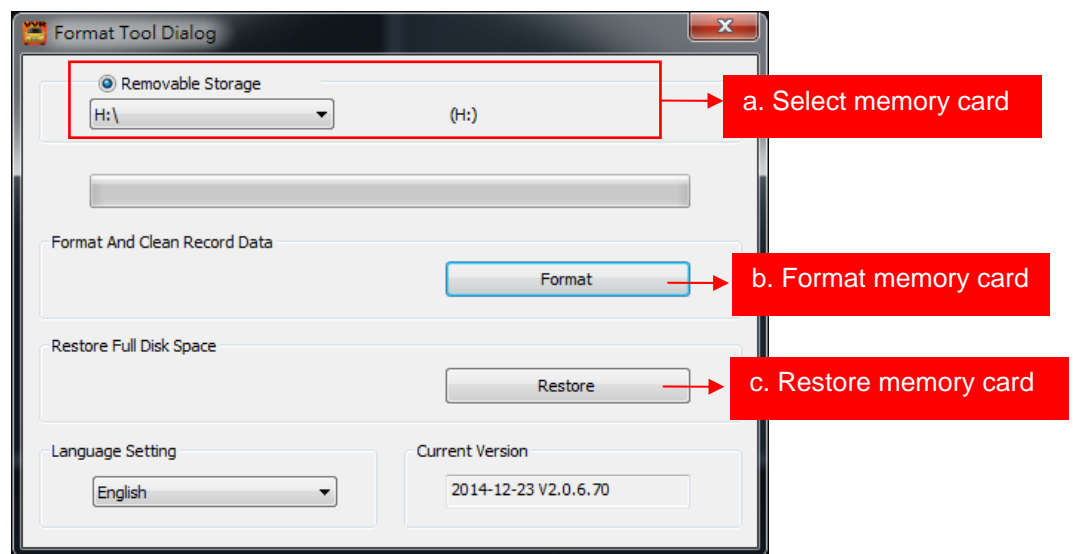 Format Tool Dialog
Removable Storage
H:\
(H:)
a. Select memory card
Format And Clean Record Data
Format
b. Format memory card
Restore Full Disk Space
Restore
c. Restore memory card
Language Setting
Current Version
English
2014-12-23 V2.0.6.70